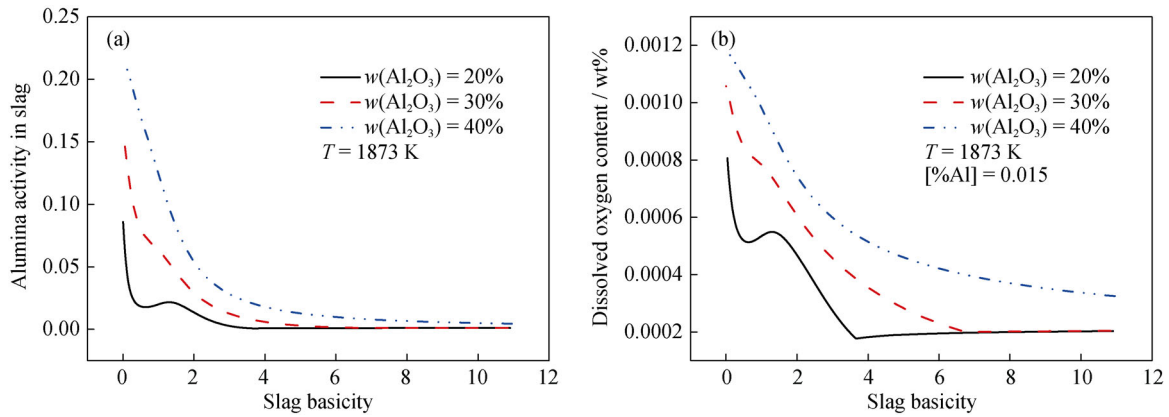 (a)
0.25
0.20
0.15
0.10
0.05
0.00
Alumina activity in slag
w(Al₂O₃) = 20%
w(Al₂O₃) = 30%
w(Al₂O₃) = 40%
T = 1873 K
0 2 4 6 8 10 12
Slag basicity
(b)
0.0012
0.0010
0.0008
0.0006
0.0004
0.0002
Dissolved oxygen content / wt%
w(Al₂O₃) = 20%
w(Al₂O₃) = 30%
w(Al₂O₃) = 40%
T = 1873 K
[%Al] = 0.015
0 2 4 6 8 10 12
Slag basicity